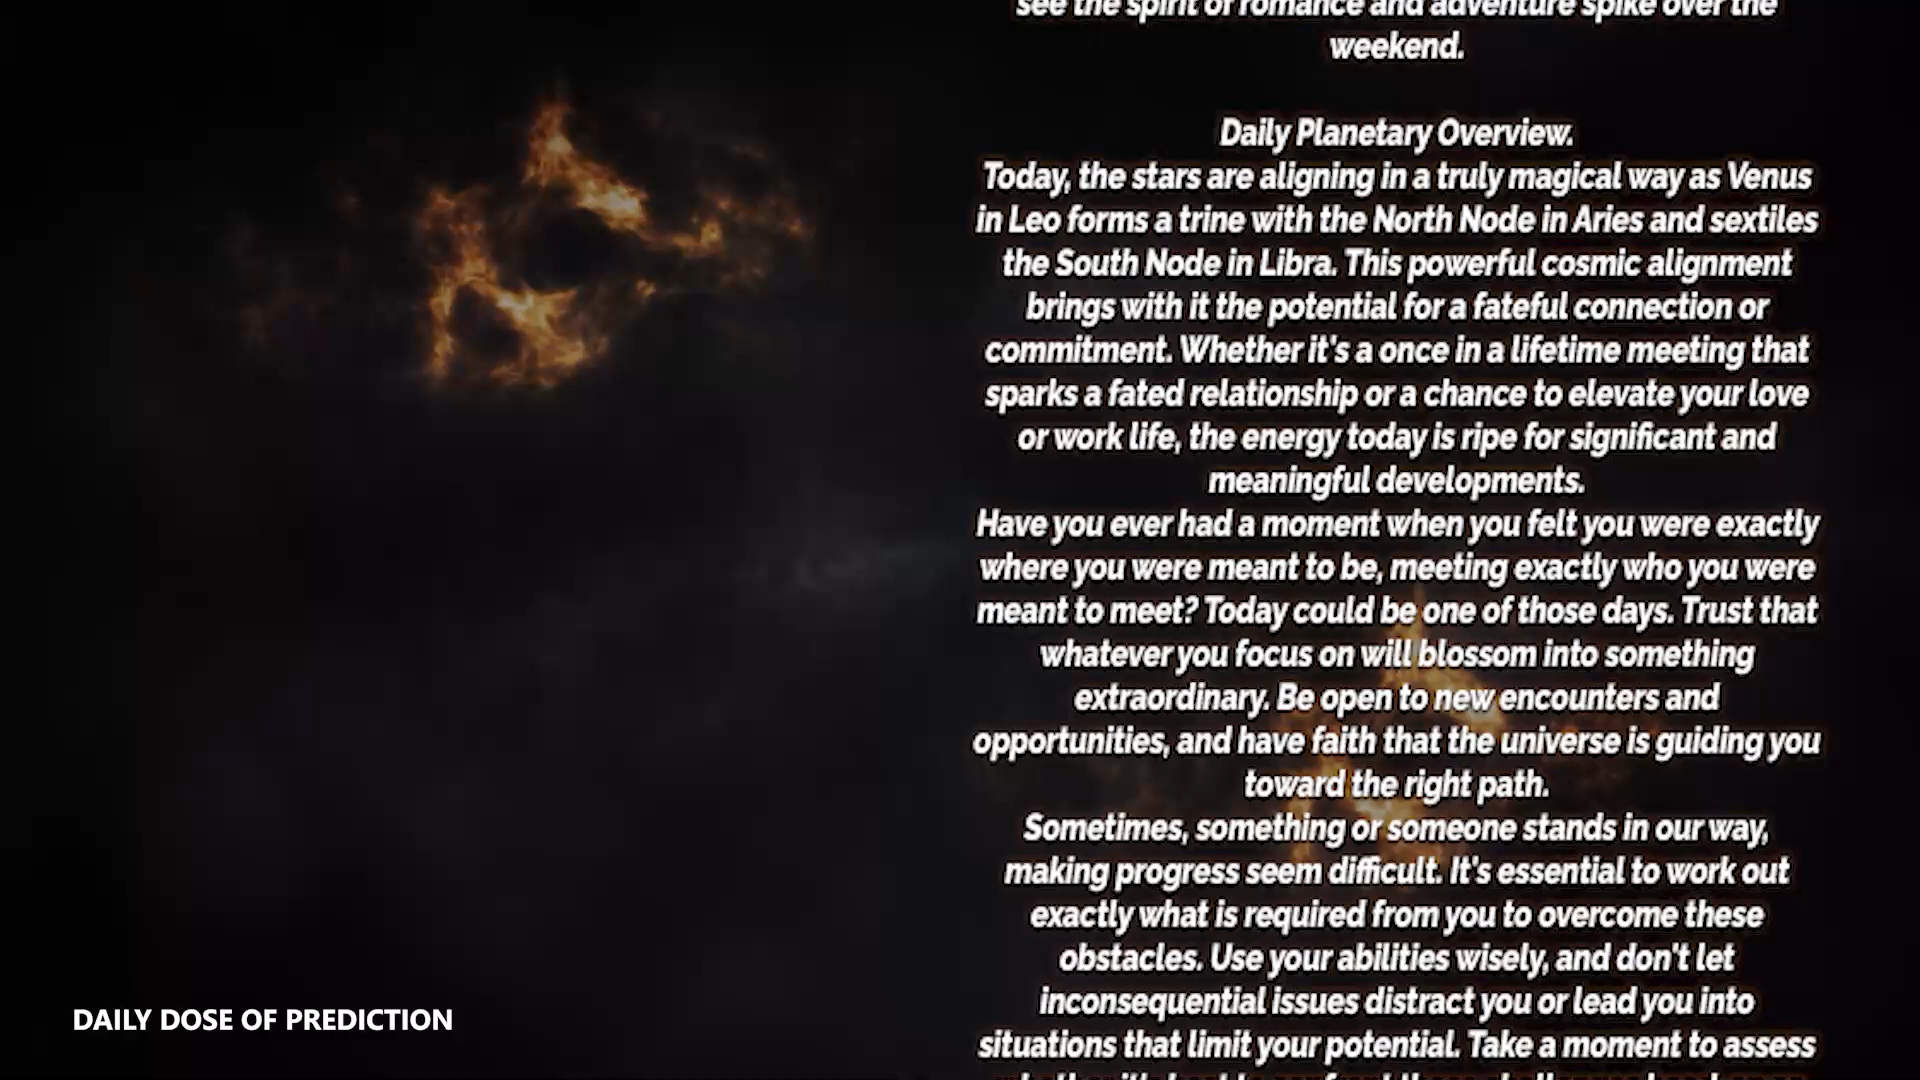 see the spirit of romance and adventure spike over the
weekend.
Daily Planetary Overview.
Today, the stars are aligning in a truly magical way as Venus
in Leo forms a trine with the North Node in Aries and sextiles
the South Node in Libra. This powerful cosmic alignment
brings with it the potential for a fateful connection or
commitment. Whether it's a once in a lifetime meeting that
sparks a fated relationship or a chance to elevate your love
or work life, the energy today is ripe for significant and
meaningful developments.
Have you ever had a moment when you felt you were exactly
where you were meant to be, meeting exactly who you were
meant to meet? Today could be one of those days. Trust that
whatever you focus on will blossom into something
extraordinary. Be open to new encounters and
opportunities, and have faith that the universe is guiding you
toward the right path.
Sometimes, something or someone stands in our way,
making progress seem difficult. It's essential to work out
exactly what is required from you to overcome these
obstacles. Use your abilities wisely, and don't let
inconsequential issues distract you or lead you into
situations that limit your potential. Take a moment to assess
DAILY DOSE OF PREDICTION